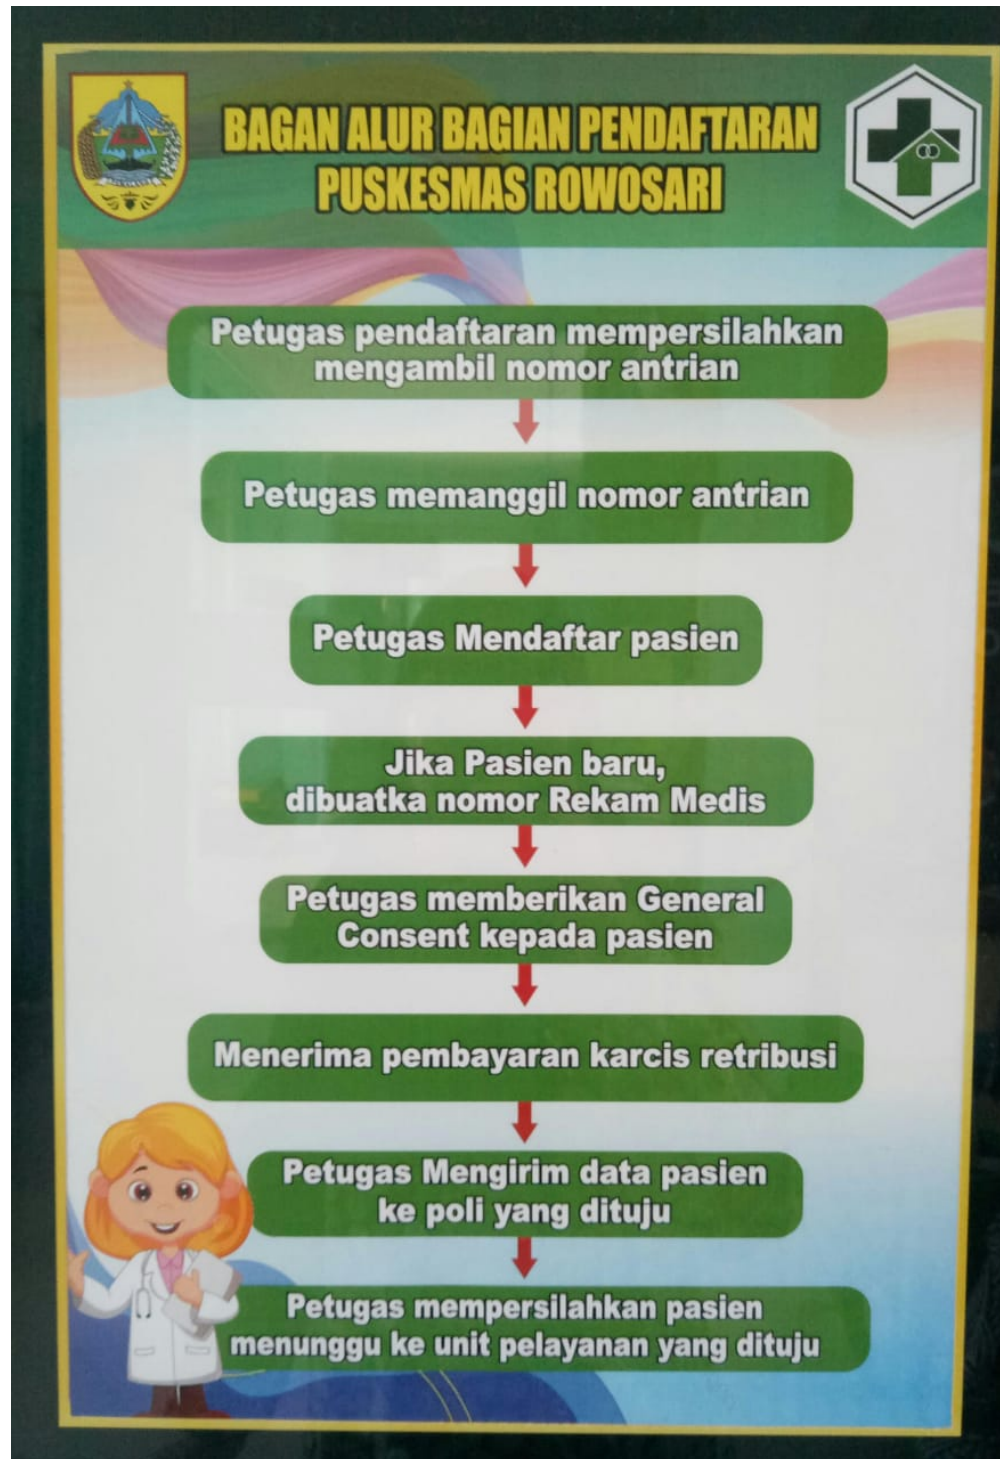 BAGAN ALUR BAGIAN PENDAFTARAN
PUSKESMAS ROWOSARI
Petugas pendaftaran mempersilahkan
mengambil nomor antrian
Petugas memanggil nomor antrian
Petugas Mendaftar pasien
Jika Pasien baru,
dibuatka nomor Rekam Medis
Petugas memberikan General
Consent kepada pasien
Menerima pembayaran karcis retribusi
Petugas Mengirim data pasien
ke poli yang dituju
Petugas mempersilahkan pasien
menunggu ke unit pelayanan yang dituju